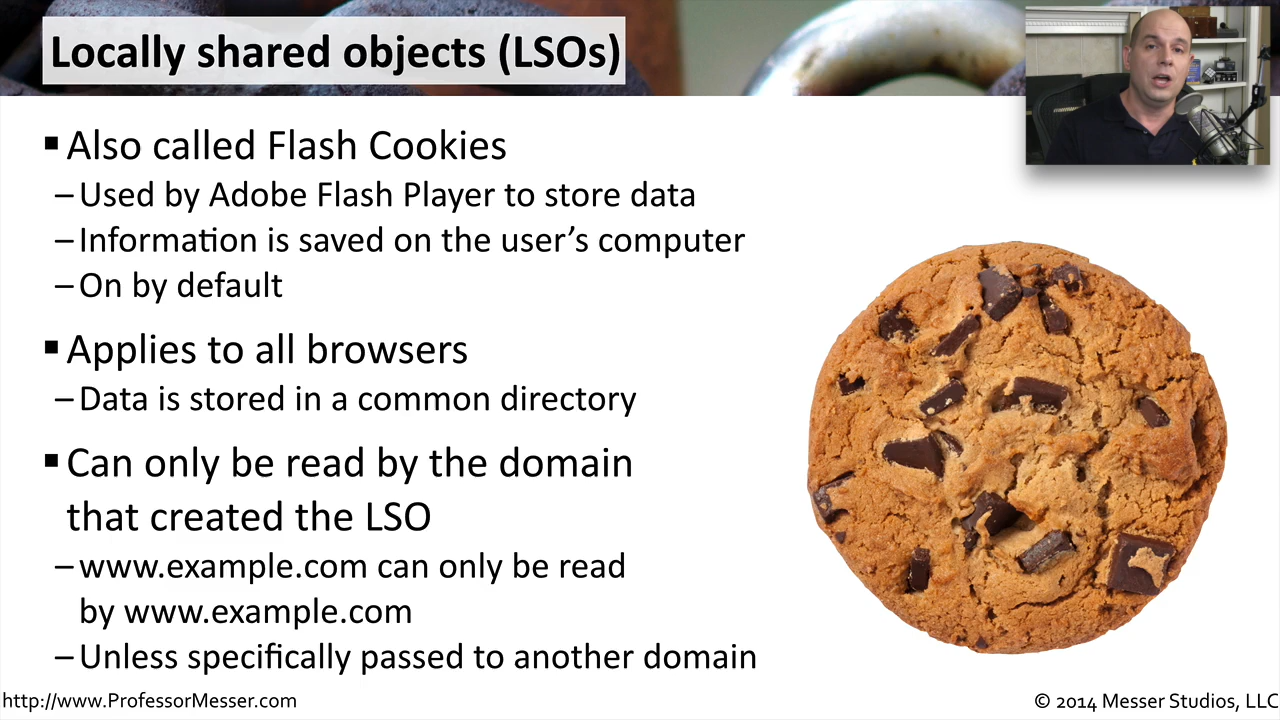 Locally shared objects (LSOs)
▪ Also called Flash Cookies
– Used by Adobe Flash Player to store data
– Information is saved on the user’s computer
– On by default
▪ Applies to all browsers
– Data is stored in a common directory
▪ Can only be read by the domain
that created the LSO
– www.example.com can only be read
by www.example.com
– Unless specifically passed to another domain
http://www.ProfessorMesser.com
© 2014 Messer Studios, LLC